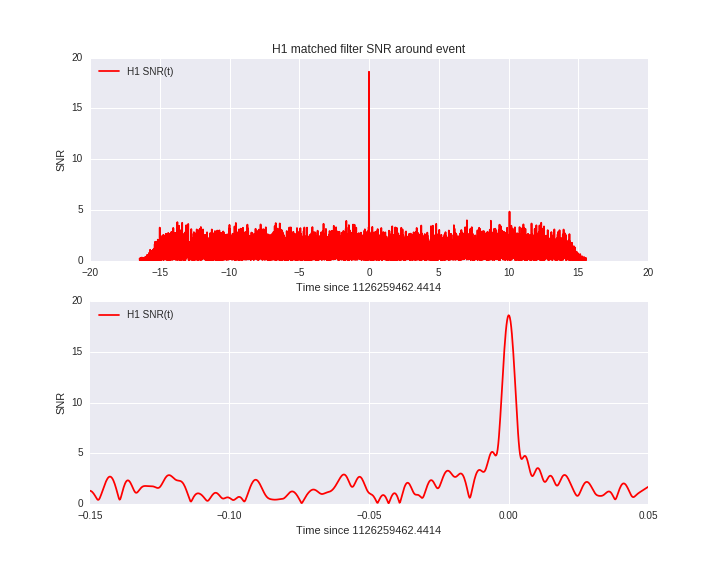 H1 matched filter SNR around event
20
15
10
5
0
SNR
H1 SNR(t)
−20 −15 −10 −5 0 5 10 15 20
Time since 1126259462.4414
20
15
10
5
0
SNR
H1 SNR(t)
−0.15 −0.10 −0.05 0.00 0.05
Time since 1126259462.4414